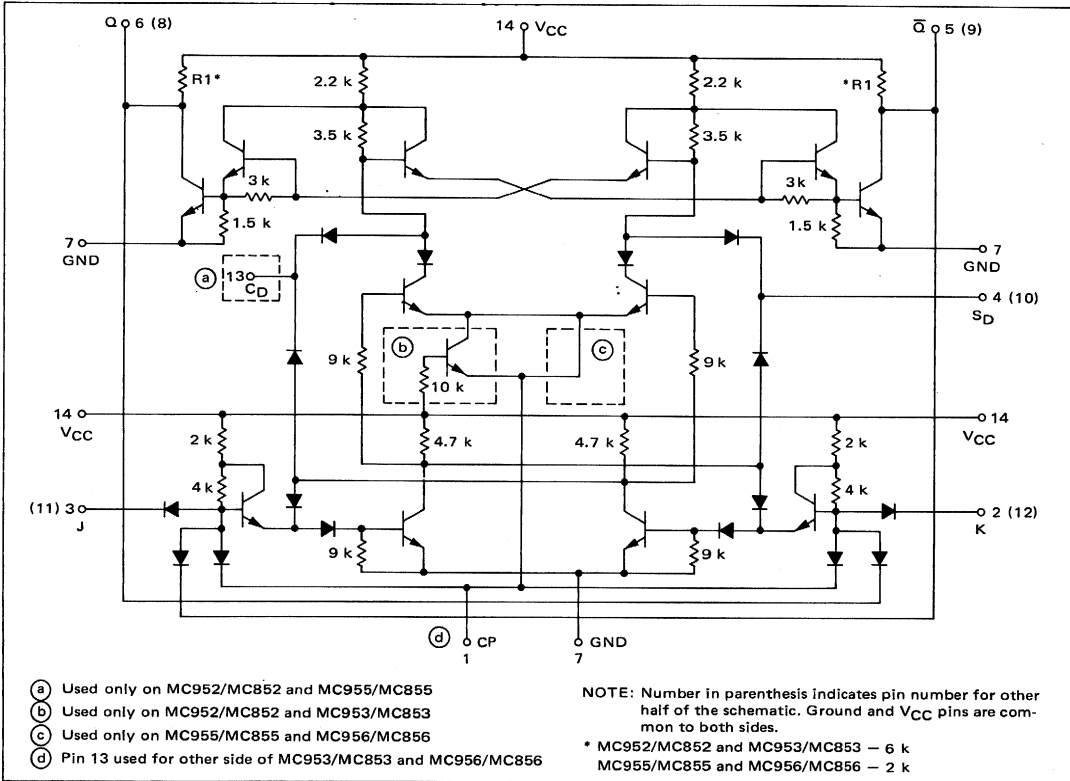 Q 6 (8)
14 VCC
Q̅ 5 (9)
R1*
2.2 k
2.2 k
*R1
3.5 k
3.5 k
3 k
3 k
1.5 k
1.5 k
7
GND
7
GND
a
13
CD
4 (10)
SD
b
c
9 k
9 k
10 k
14
VCC
14
VCC
2 k
4.7 k
4.7 k
2 k
4 k
4 k
(11) 3
J
2 (12)
K
9 k
9 k
d CP
1
GND
7
a Used only on MC952/MC852 and MC955/MC855
b Used only on MC952/MC852 and MC953/MC853
c Used only on MC955/MC855 and MC956/MC856
d Pin 13 used for other side of MC953/MC853 and MC956/MC856
NOTE: Number in parenthesis indicates pin number for other
half of the schematic. Ground and VCC pins are com-
mon to both sides.
* MC952/MC852 and MC953/MC853 – 6 k
MC955/MC855 and MC956/MC856 – 2 k